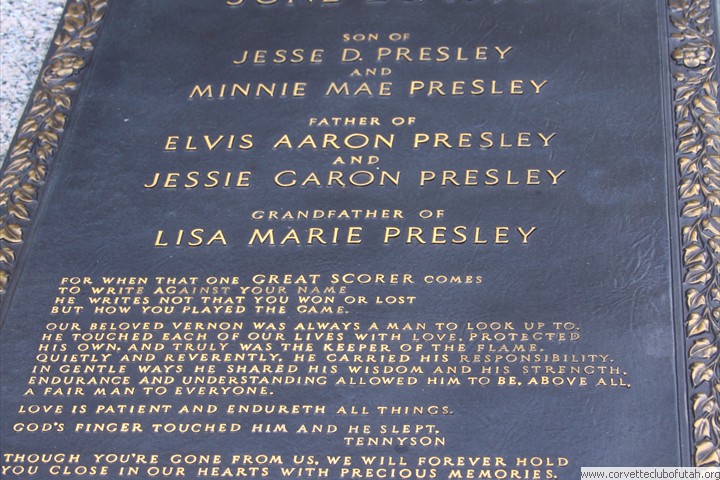 SON OF
JESSE D. PRESLEY
AND
MINNIE MAE PRESLEY
FATHER OF
ELVIS AARON PRESLEY
AND
JESSIE GARON PRESLEY
GRANDFATHER OF
LISA MARIE PRESLEY
FOR WHEN THAT ONE GREAT SCORER COMES
TO WRITE AGAINST YOUR NAME
HE WRITES NOT THAT YOU WON OR LOST
BUT HOW YOU PLAYED THE GAME.
OUR BELOVED VERNON WAS ALWAYS A MAN TO LOOK UP TO.
HE TOUCHED EACH OF OUR LIVES WITH LOVE, PROTECTED
HIS OWN, AND TRULY WAS THE KEEPER OF THE FLAME.
QUIETLY AND REVERENTLY, HE CARRIED HIS RESPONSIBILITY.
IN GENTLE WAYS HE SHARED HIS WISDOM AND HIS STRENGTH.
ENDURANCE AND UNDERSTANDING ALLOWED HIM TO BE, ABOVE ALL,
A FAIR MAN TO EVERYONE.
LOVE IS PATIENT AND ENDURETH ALL THINGS.
GOD'S FINGER TOUCHED HIM AND HE SLEPT.
TENNYSON
THOUGH YOU'RE GONE FROM US, WE WILL FOREVER HOLD
YOU CLOSE IN OUR HEARTS WITH PRECIOUS MEMORIES.
www.corvetteclubofutah.org